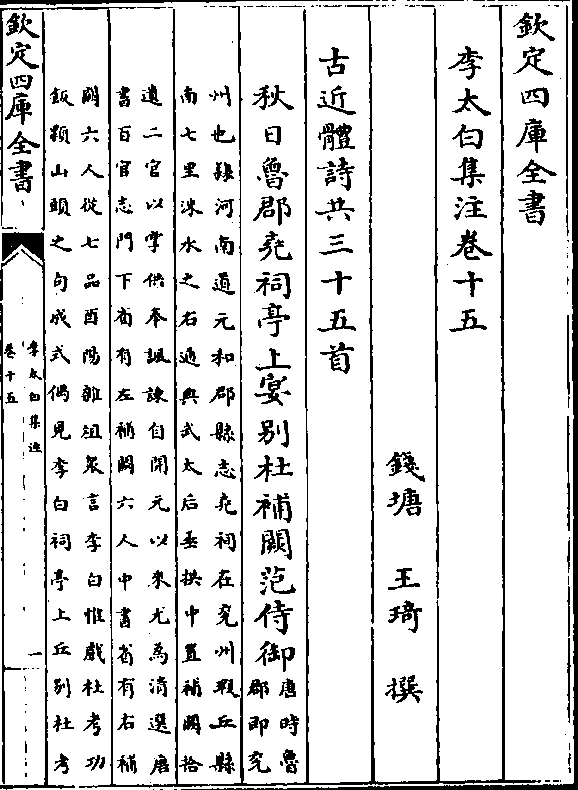 欽定四庫全書
李太白集注卷十五
錢塘 王琦 撰
古近體詩共三十五首
秋日魯郡堯祠亭上宴别杜補闕范侍御
唐時魯
郡即兖
州也隸河南道元和郡縣志堯祠在兖州瑕丘縣
南七里洙水之右通典武太后垂拱中置補闕拾
遺二官以掌供奉諷諫自開元以來尤為清選唐
書百官志門下省有左補闕六人中書省有右補
闕六人從七品酉陽雜俎衆言李白惟戲杜考功
飯顆山頭之句成式偶見李白祠亭上丘别杜考
欽定四庫全書
李太白集注
卷十五
一